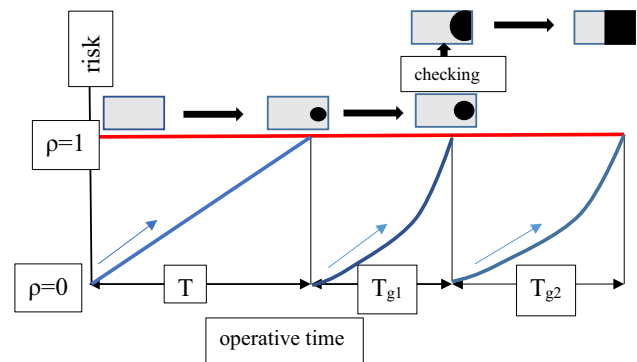 risk
checking
ρ=1
ρ=0
T
Tg1
Tg2
operative time